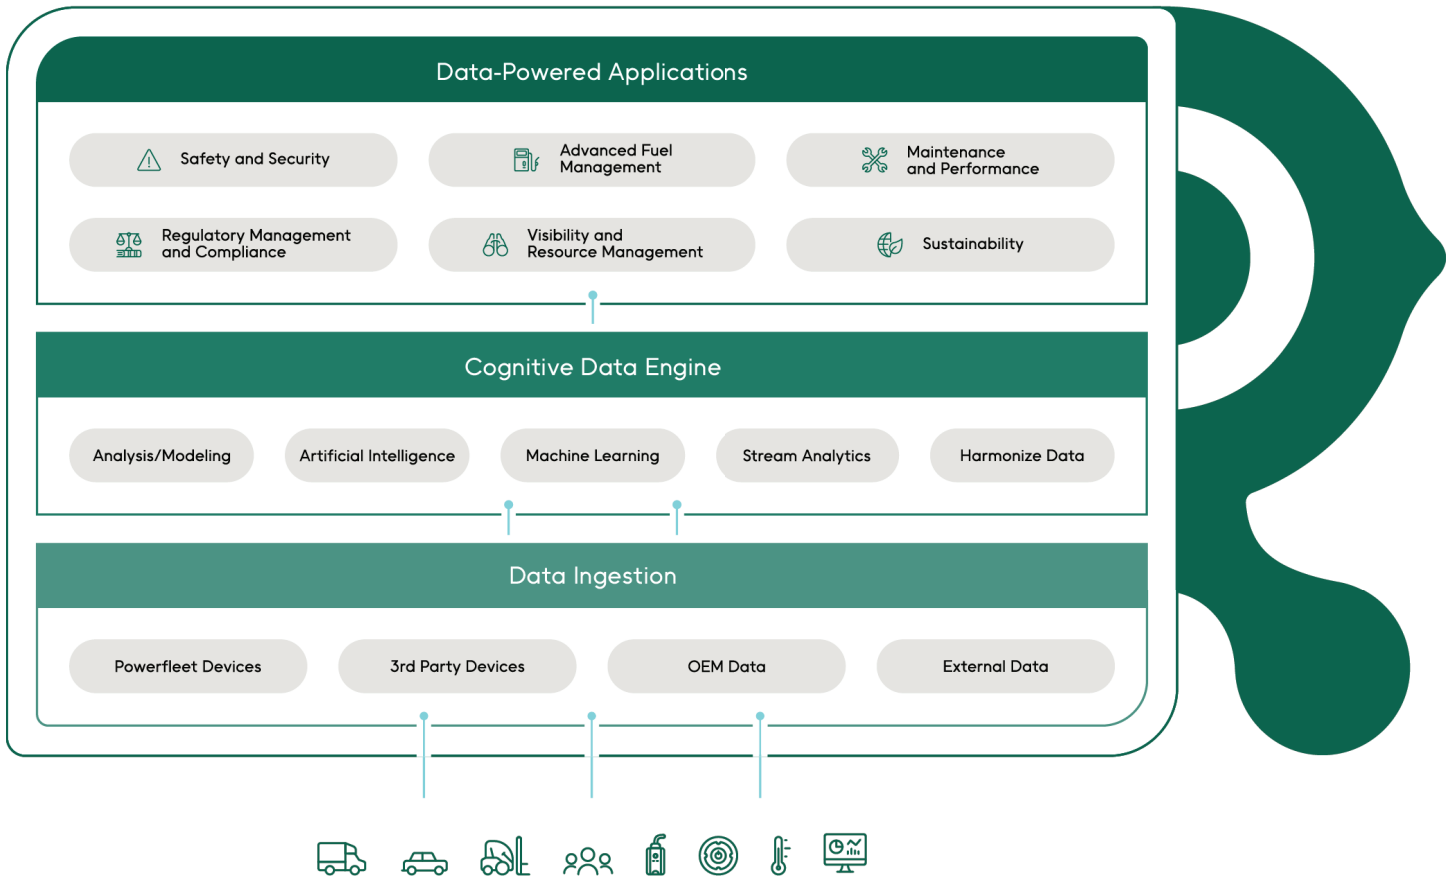 Data-Powered Applications
Safety and Security
Advanced Fuel
Management
Maintenance
and Performance
Regulatory Management
and Compliance
Visibility and
Resource Management
Sustainability
Cognitive Data Engine
Analysis/Modeling
Artificial Intelligence
Machine Learning
Stream Analytics
Harmonize Data
Data Ingestion
Powerfleet Devices
3rd Party Devices
OEM Data
External Data